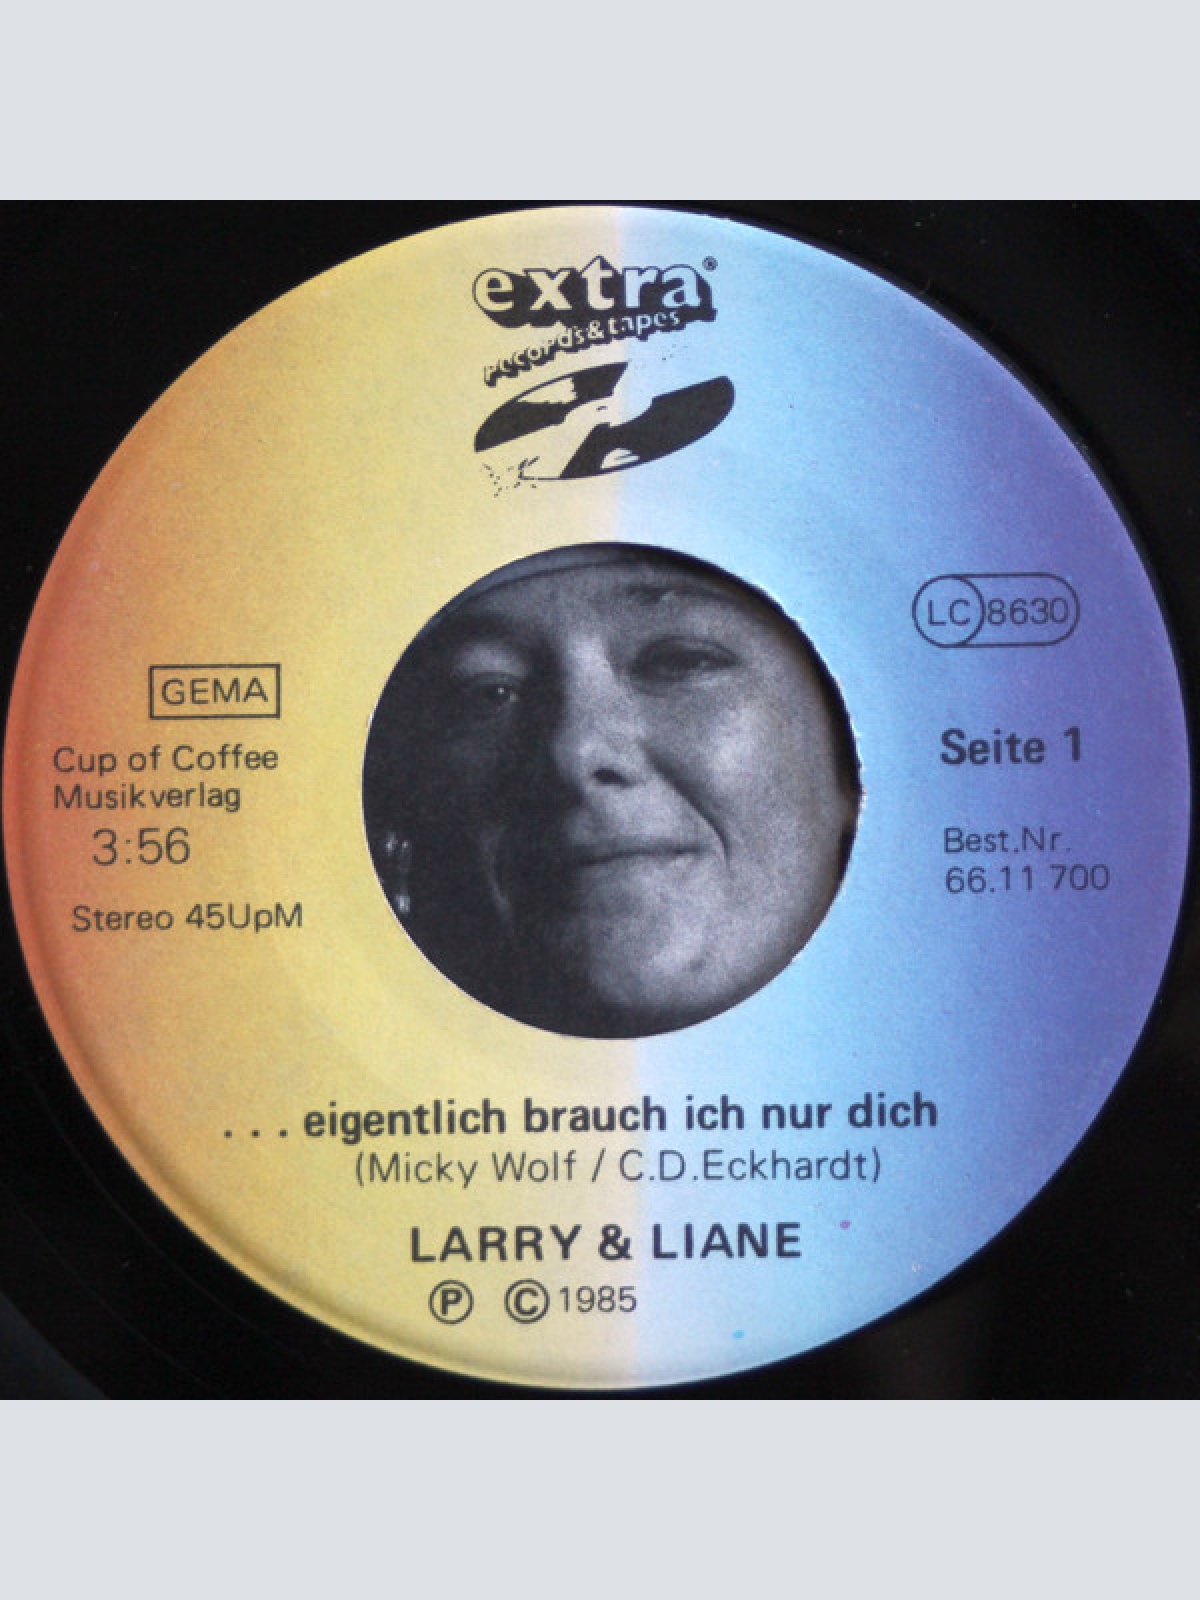 extra®
records & tapes
LC 8630
GEMA
Cup of Coffee
Musikverlag
3:56
Stereo 45UpM
Seite 1
Best.Nr.
66.11 700
...eigentlich brauch ich nur dich
(Micky Wolf / C.D.Eckhardt)
LARRY & LIANE
Ⓟ © 1985